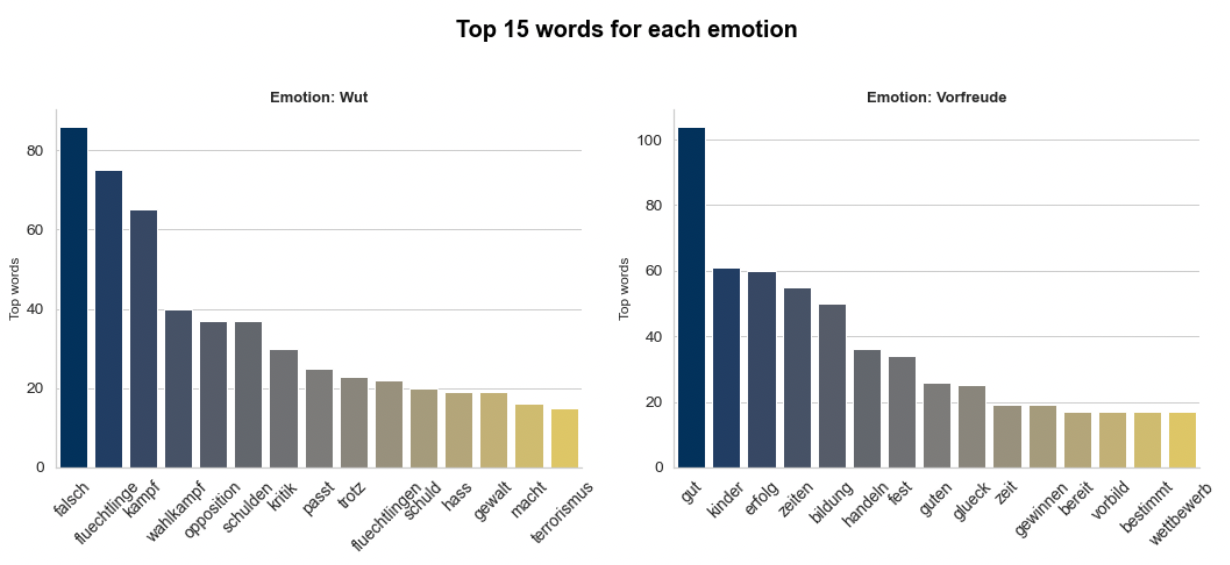 Top 15 words for each emotion
Emotion: Wut
Top words
80
60
40
20
0
falsch
fluechtlinge
kampf
wahlkampf
opposition
schulden
kritik
passt
trotz
fluechtlingen
schuld
hass
gewalt
macht
terrorismus
Emotion: Vorfreude
Top words
100
80
60
40
20
0
gut
kinder
erfolg
zeiten
bildung
handeln
fest
guten
glueck
zeit
gewinnen
bereit
vorbild
bestimmt
wettbewerb